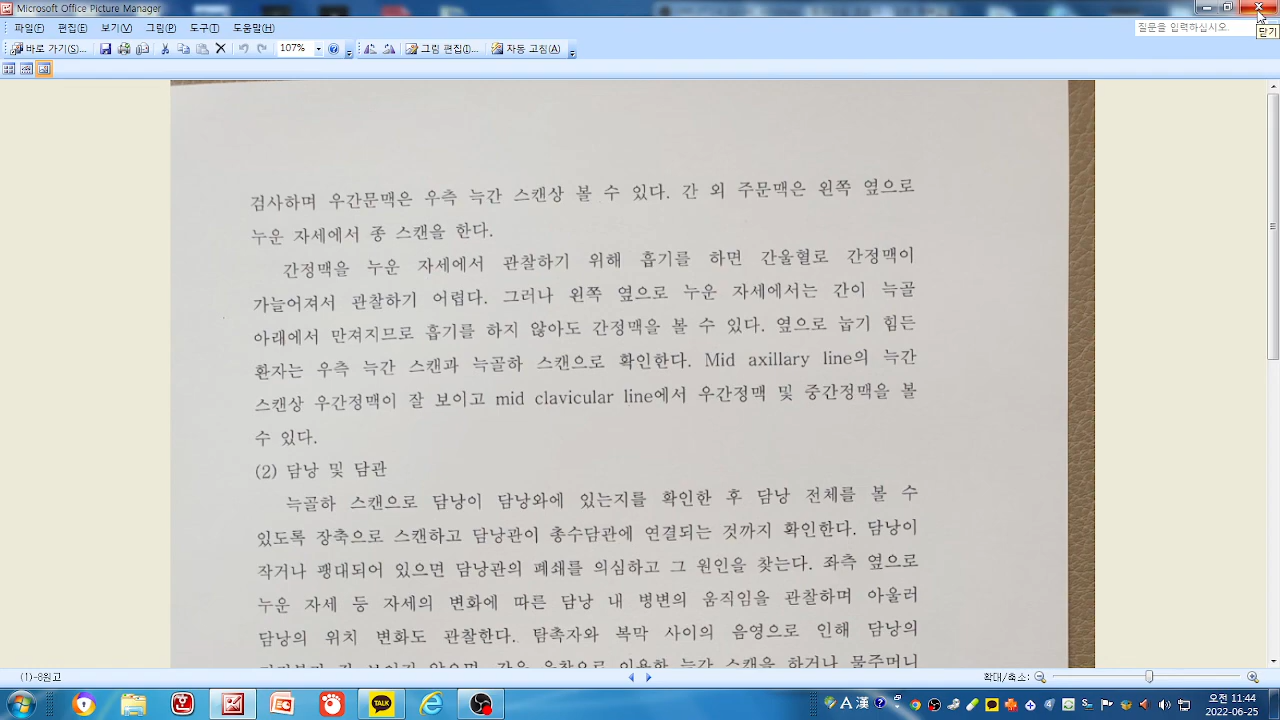 Microsoft Office Picture Manager
파일(F) 편집(E) 보기(V) 그림(P) 도구(T) 도움말(H)
질문을 입력하십시오.
닫기
바로 가기(S)... 107% 그림 편집(D)... 자동 고침(A)
검사하며 우간문맥은 우측 늑간 스캔상 볼 수 있다. 간 외 주문맥은 왼쪽 옆으로
누운 자세에서 종 스캔을 한다.
간정맥을 누운 자세에서 관찰하기 위해 흡기를 하면 간울혈로 간정맥이
가늘어져서 관찰하기 어렵다. 그러나 왼쪽 옆으로 누운 자세에서는 간이 늑골
아래에서 만져지므로 흡기를 하지 않아도 간정맥을 볼 수 있다. 옆으로 눕기 힘든
환자는 우측 늑간 스캔과 늑골하 스캔으로 확인한다. Mid axillary line의 늑간
스캔상 우간정맥이 잘 보이고 mid clavicular line에서 우간정맥 및 중간정맥을 볼
수 있다.
(2) 담낭 및 담관
늑골하 스캔으로 담낭이 담낭와에 있는지를 확인한 후 담낭 전체를 볼 수
있도록 장축으로 스캔하고 담낭관이 총수담관에 연결되는 것까지 확인한다. 담낭이
작거나 팽대되어 있으면 담낭관의 폐쇄를 의심하고 그 원인을 찾는다. 좌측 옆으로
누운 자세 등 자세의 변화에 따른 담낭 내 병변의 움직임을 관찰하며 아울러
담낭의 위치 변화도 관찰한다. 탐촉자와 복막 사이의 음영으로 인해 담낭의
늑간 스캔을 하거나 물주머니
(1)-8원고
확대/축소:
TALK
A 漢
오전 11:44
2022-06-25